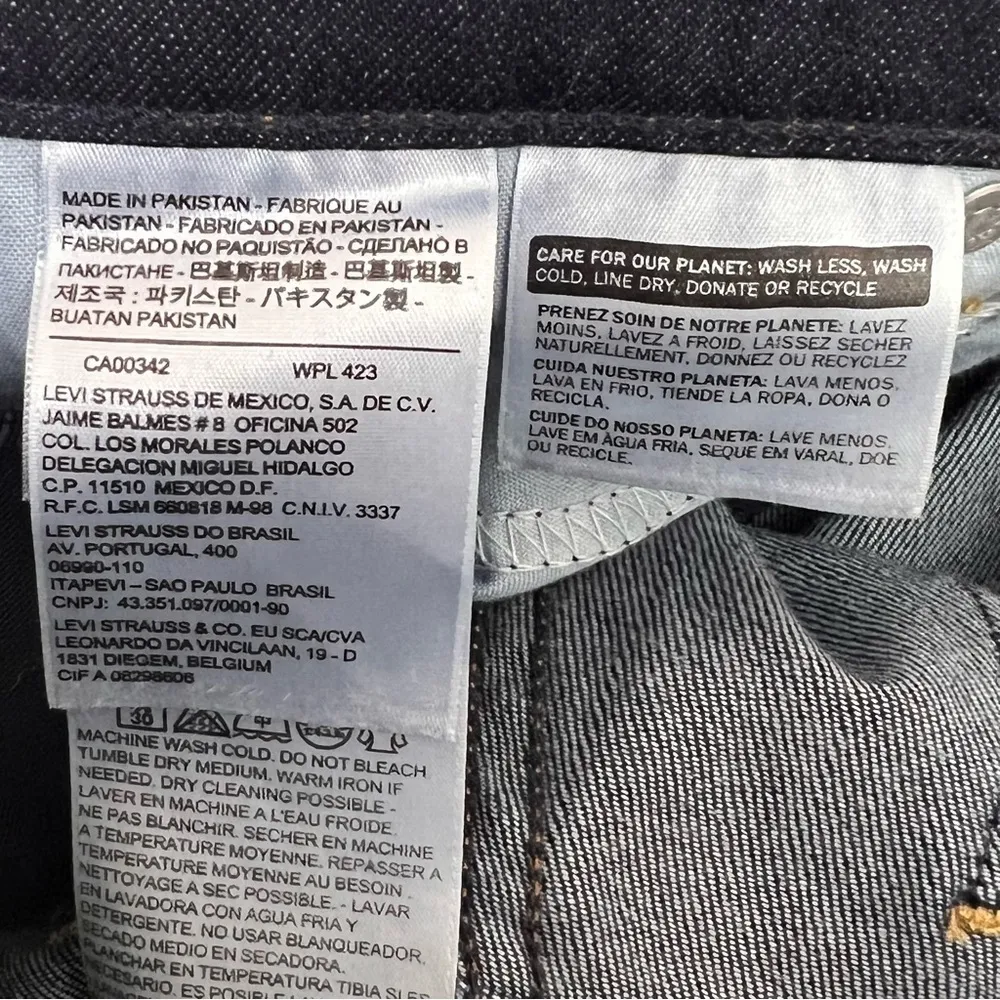 MADE IN PAKISTAN - FABRIQUE AU
PAKISTAN - FABRICADO EN PAKISTAN -
FABRICADO NO PAQUISTÃO - СДЕЛАНО В
ПАКИСТАНЕ - 巴基斯坦制造 - 巴基斯坦製 -
제조국 : 파키스탄 - パキスタン製 -
BUATAN PAKISTAN
CA00342 WPL 423
LEVI STRAUSS DE MEXICO, S.A. DE C.V.
JAIME BALMES # 8 OFICINA 502
COL. LOS MORALES POLANCO
DELEGACION MIGUEL HIDALGO
C.P. 11510 MEXICO D.F.
R.F.C. LSM 660818 M-98 C.N.I.V. 3337
LEVI STRAUSS DO BRASIL
AV. PORTUGAL, 400
06690-110
ITAPEVI – SAO PAULO BRASIL
CNPJ: 43.351.097/0001-90
LEVI STRAUSS & CO. EU SCA/CVA
LEONARDO DA VINCILAAN, 19 - D
1831 DIEGEM, BELGIUM
CIF A 08298606
30
MACHINE WASH COLD. DO NOT BLEACH
TUMBLE DRY MEDIUM. WARM IRON IF
NEEDED. DRY CLEANING POSSIBLE -
LAVER EN MACHINE A L'EAU FROIDE.
NE PAS BLANCHIR. SECHER EN MACHINE
A TEMPERATURE MOYENNE. REPASSER A
TEMPERATURE MOYENNE AU BESOIN
NETTOYAGE A SEC POSSIBLE. - LAVAR
EN LAVADORA CON AGUA FRIA Y
DETERGENTE. NO USAR BLANQUEADOR.
SECADO MEDIO EN SECADORA.
PLANCHAR EN TEMPERATURA TIBIA SI ES
NECESARIO. ES POSIBLE
CARE FOR OUR PLANET: WASH LESS, WASH
COLD, LINE DRY, DONATE OR RECYCLE
PRENEZ SOIN DE NOTRE PLANETE: LAVEZ
MOINS, LAVEZ A FROID, LAISSEZ SECHER
NATURELLEMENT, DONNEZ OU RECYCLEZ
CUIDA NUESTRO PLANETA: LAVA MENOS,
LAVA EN FRIO, TIENDE LA ROPA, DONA O
RECICLA.
CUIDE DO NOSSO PLANETA: LAVE MENOS,
LAVE EM ÀGUA FRIA, SEQUE EM VARAL, DOE
OU RECICLE.